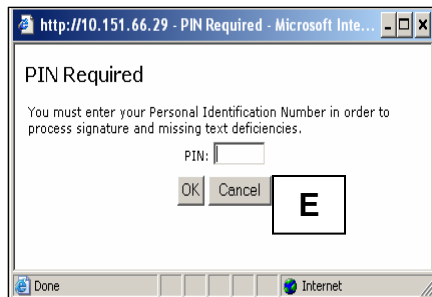 http://10.151.66.29 - PIN Required - Microsoft Inte...
PIN Required
You must enter your Personal Identification Number in order to
process signature and missing text deficiencies.
PIN:
OK Cancel
E
Done Internet